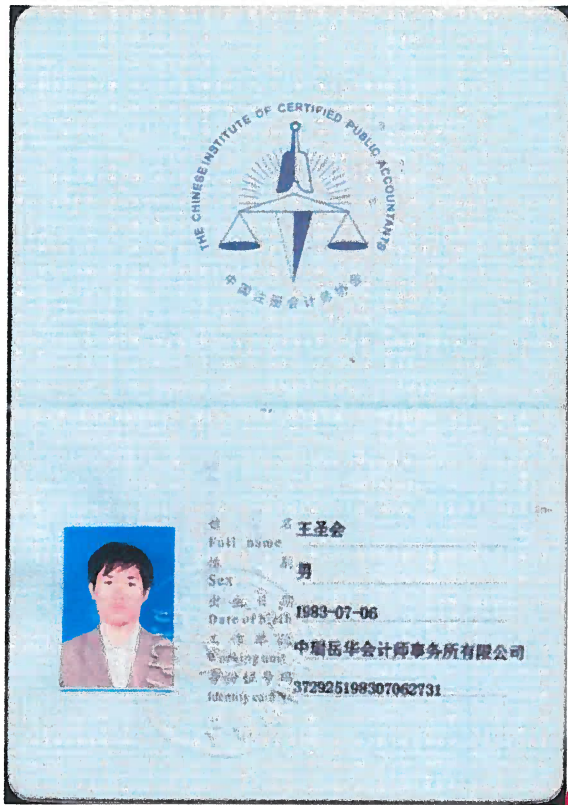 THE CHINESE INSTITUTE OF CERTIFIED PUBLIC ACCOUNTANTS
中国注册会计师协会
姓 名 王圣会
Full name
性 别 男
Sex
出生日期 1983-07-06
Date of birth
工作单位 中瑞岳华会计师事务所有限公司
Working unit
身份证号码 372925198307062731
Identity card No.